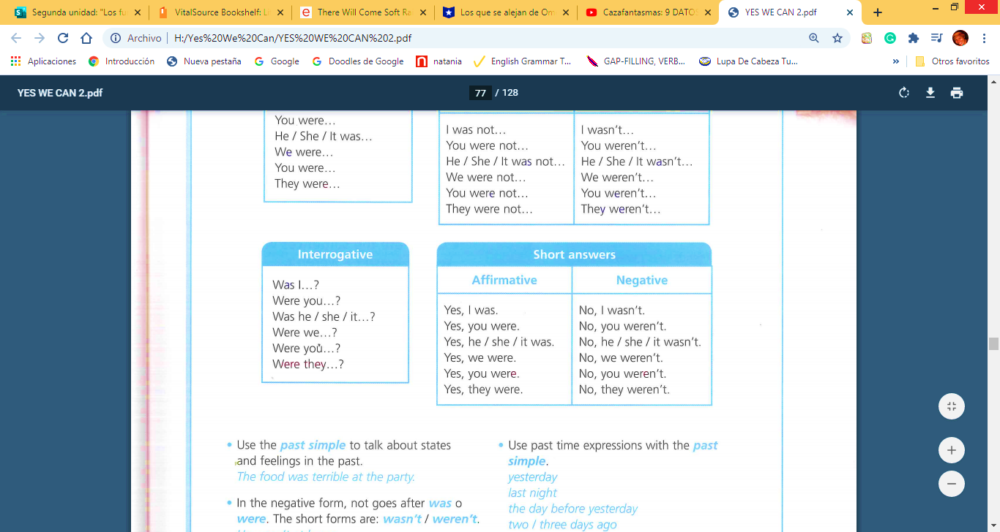 Segunda unidad: "Los fu
VitalSource Bookshelf: Li
There Will Come Soft Ra
Los que se alejan de Om
Cazafantasmas: 9 DATOS
YES WE CAN 2.pdf
Archivo
H:/Yes%20We%20Can/YES%20WE%20CAN%202.pdf
Aplicaciones
Introducción
Nueva pestaña
Google
Doodles de Google
natania
English Grammar T...
GAP-FILLING, VERB...
Lupa De Cabeza Tu...
»
Otros favoritos
YES WE CAN 2.pdf
77 / 128
You were...
He / She / It was...
We were...
You were...
They were...
I was not...
You were not...
He / She / It was not...
We were not...
You were not...
They were not...
I wasn't...
You weren't...
He / She / It wasn't...
We weren't...
You weren't...
They weren't...
Interrogative
Was I...?
Were you...?
Was he / she / it...?
Were we...?
Were you...?
Were they...?
Short answers
Affirmative
Negative
Yes, I was.
Yes, you were.
Yes, he / she / it was.
Yes, we were.
Yes, you were.
Yes, they were.
No, I wasn't.
No, you weren't.
No, he / she / it wasn't.
No, we weren't.
No, you weren't.
No, they weren't.
• Use the past simple to talk about states
and feelings in the past.
The food was terrible at the party.
• In the negative form, not goes after was o
were. The short forms are: wasn't / weren't.
• Use past time expressions with the past
simple.
yesterday
last night
the day before yesterday
two / three days ago